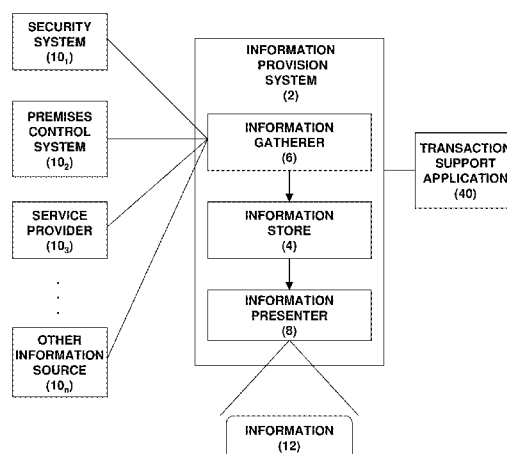 SECURITY
SYSTEM
(10₁)
PREMISES
CONTROL
SYSTEM
(10₂)
SERVICE
PROVIDER
(10₃)
.
.
.
OTHER
INFORMATION
SOURCE
(10ₙ)
INFORMATION
PROVISION
SYSTEM
(2)
INFORMATION
GATHERER
(6)
INFORMATION
STORE
(4)
INFORMATION
PRESENTER
(8)
INFORMATION
(12)
TRANSACTION
SUPPORT
APPLICATION
(40)